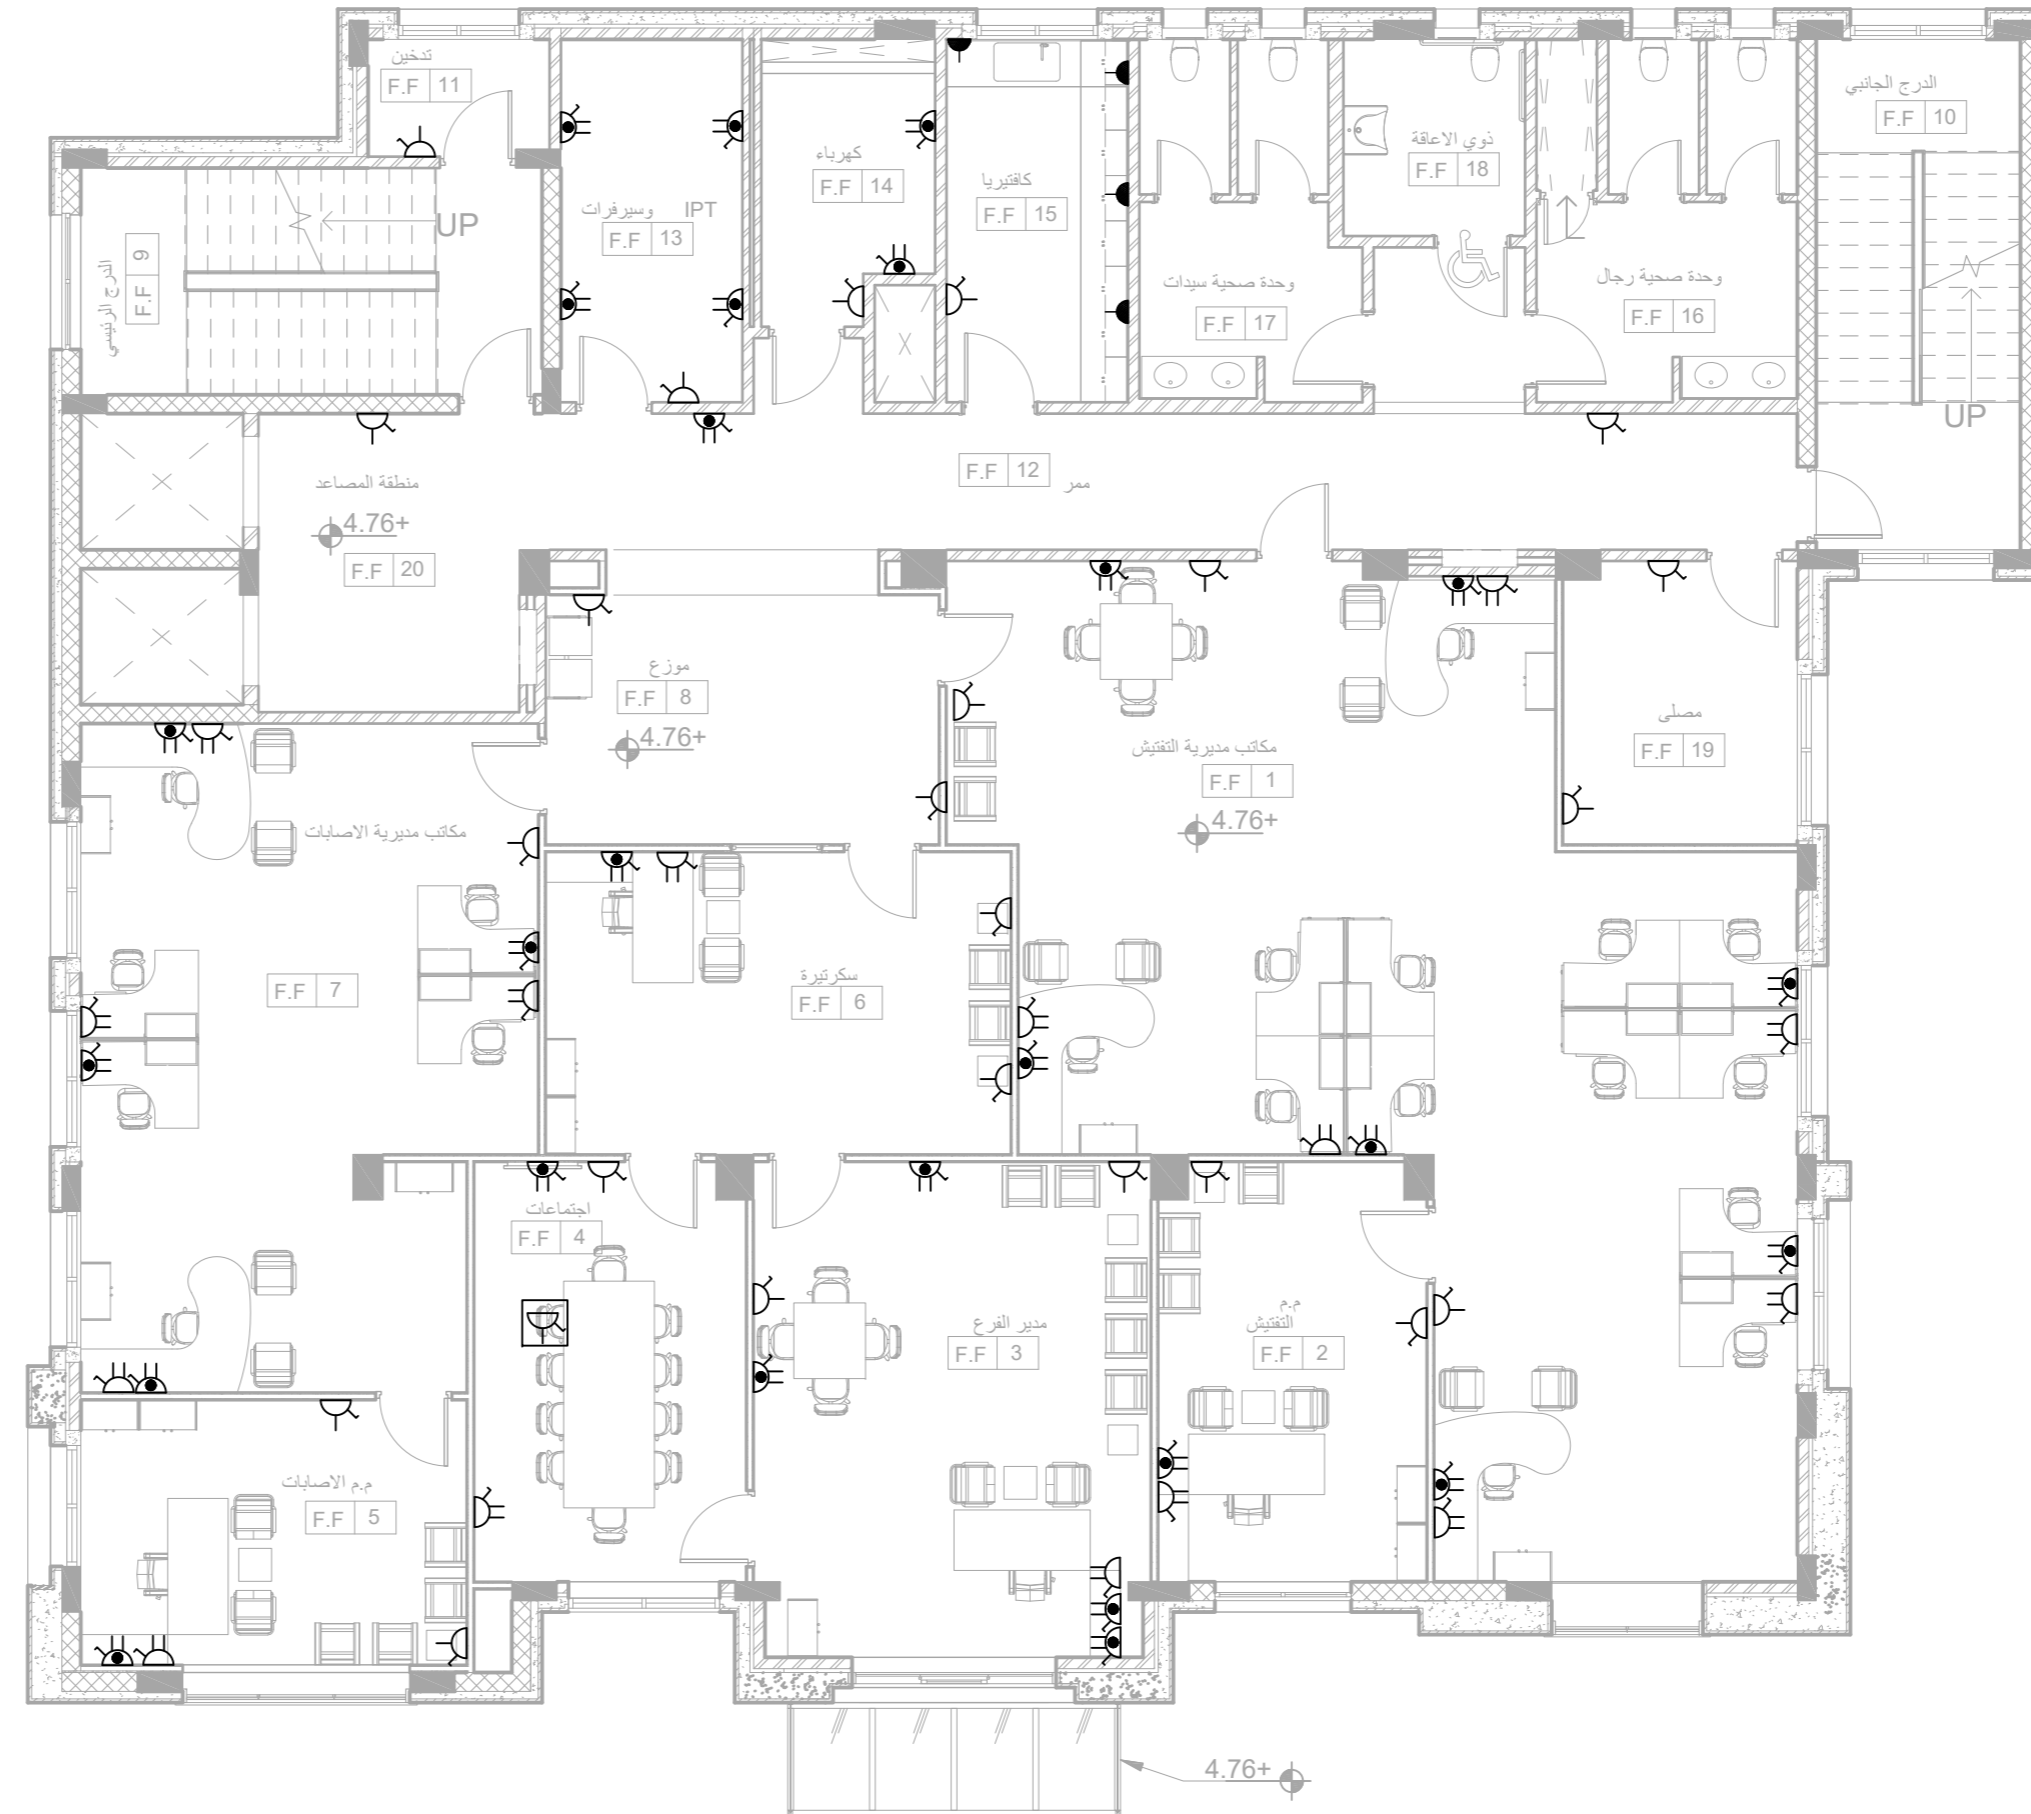 تدخين
F.F 11
الدرج الجانبي
F.F 10
ذوي الاعاقة
F.F 18
كهرباء
F.F 14
كافتيريا
F.F 15
وسيرفرات IPT
F.F 13
UP
الدرج الرئيسي
F.F 9
وحدة صحية سيدات
F.F 17
وحدة صحية رجال
F.F 16
UP
ممر
F.F 12
منطقة المصاعد
4.76+
F.F 20
موزع
F.F 8
4.76+
مكاتب مديرية التفتيش
F.F 1
4.76+
مصلى
F.F 19
مكاتب مديرية الاصابات
F.F 7
سكرتيرة
F.F 6
اجتماعات
F.F 4
مدير الفرع
F.F 3
م.م
التفتيش
F.F 2
م.م الاصابات
F.F 5
4.76+